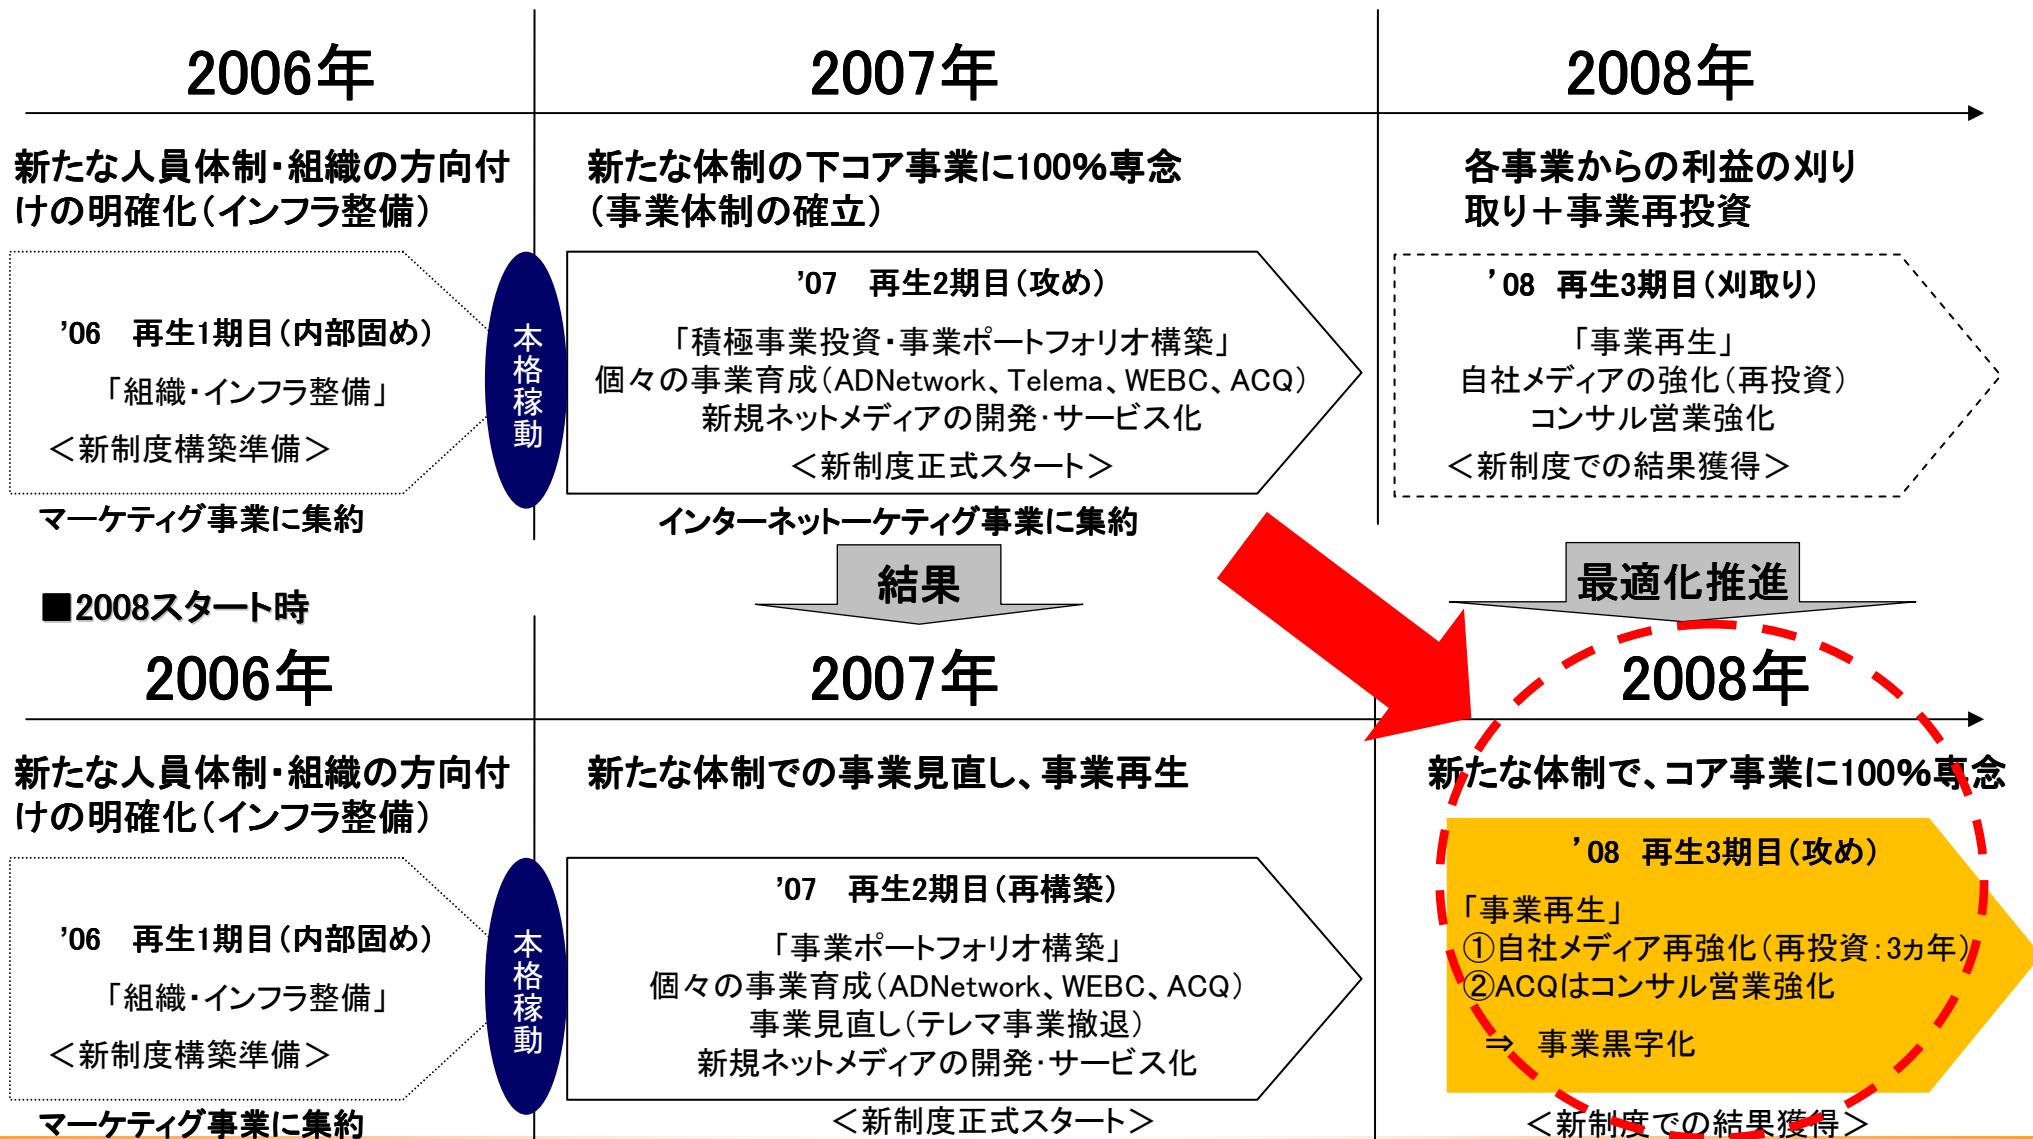 2006年
2007年
2008年
新たな人員体制・組織の方向付
けの明確化(インフラ整備)
新たな体制の下コア事業に100%専念
(事業体制の確立)
各事業からの利益の刈り
取り+事業再投資
’06 再生1期目(内部固め)
「組織・インフラ整備」
<新制度構築準備>
マーケティグ事業に集約
本格稼動
’07 再生2期目(攻め)
「積極事業投資・事業ポートフォリオ構築」
個々の事業育成(ADNetwork、Telema、WEBC、ACQ)
新規ネットメディアの開発・サービス化
<新制度正式スタート>
インターネットーケティグ事業に集約
’08 再生3期目(刈取り)
「事業再生」
自社メディアの強化(再投資)
コンサル営業強化
<新制度での結果獲得>
結果
最適化推進
■2008スタート時
2006年
2007年
2008年
新たな人員体制・組織の方向付
けの明確化(インフラ整備)
新たな体制での事業見直し、事業再生
新たな体制で、コア事業に100%専念
’06 再生1期目(内部固め)
「組織・インフラ整備」
<新制度構築準備>
マーケティグ事業に集約
本格稼動
’07 再生2期目(再構築)
「事業ポートフォリオ構築」
個々の事業育成(ADNetwork、WEBC、ACQ)
事業見直し(テレマ事業撤退)
新規ネットメディアの開発・サービス化
<新制度正式スタート>
’08 再生3期目(攻め)
「事業再生」
①自社メディア再強化(再投資:3ヵ年)
②ACQはコンサル営業強化
⇒ 事業黒字化
<新制度での結果獲得>